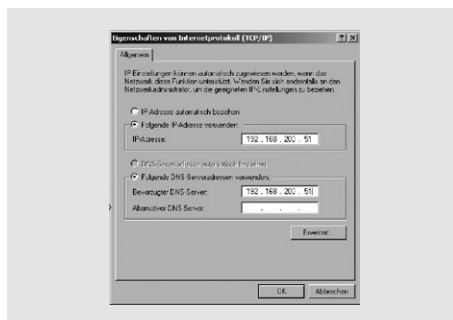 Eigenschaften von Internetprotokoll (TCP/IP)
Allgemein
IP-Einstellungen können automatisch zugewiesen werden, wenn das
Netzwerk diese Funktion unterstützt. Wenden Sie sich andernfalls an den
Netzwerkadministrator, um die geeigneten IP-Einstellungen zu beziehen.
IP-Adresse automatisch beziehen
Folgende IP-Adresse verwenden:
IP-Adresse: 192 . 168 . 200 . 51
DNS-Serveradresse automatisch beziehen
Folgende DNS-Serveradressen verwenden:
Bevorzugter DNS-Server: 192 . 168 . 200 . 51
Alternativer DNS-Server: . . .
Erweitert...
OK Abbrechen